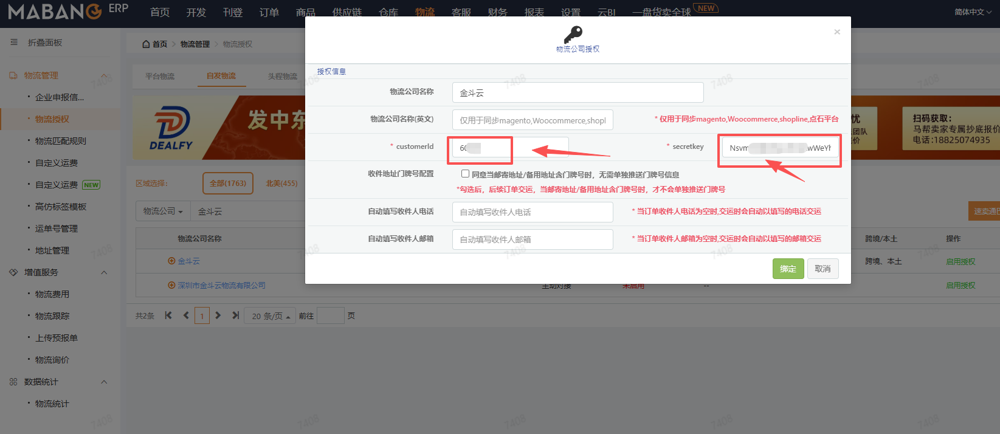 MABANG ERP
首页 开发 刊登 订单 商品 供应链 仓库 物流 客服 财务 报表 设置 云BI 一盘货卖全球 NEW
简体中文
折叠面板
首页 物流管理 物流授权
物流管理
企业申报信...
物流授权
物流匹配规则
自定义运费
自定义运费 NEW
高仿标签模板
运单号管理
地址管理
增值服务
物流费用
物流跟踪
上传预报单
物流询价
数据统计
物流统计
平台物流 自发物流 头程物流
DEALFY
发中东
忧
团队
价
扫码获取：
马帮卖家专属抄底报价
电话:18825074935
区域选择: 全部(1763) 北美(455)
物流公司 金斗云
速卖通
物流公司名称 跨境/本土 操作
金斗云 跨境、本土 启用授权
深圳市金斗云物流有限公司 主动对接 未启用 -- 启用授权
共2条 1 20 条/页 前往 页
物流公司授权
×
授权信息
物流公司名称 金斗云
物流公司名称(英文) 仅用于同步magento,Woocommerce,shopl * 仅用于同步magento,Woocommerce,shopline,点石平台
* customerId 60 * secretkey Nsvm wWeYh
收件地址门牌号配置 同意当邮寄地址/备用地址含门牌号时，无需单独推送门牌号信息
*勾选后，后续订单交运，当邮寄地址/备用地址含门牌号时，才不会单独推送门牌号
自动填写收件人电话 自动填写收件人电话 * 当订单收件人电话为空时,交运时会自动以填写的电话交运
自动填写收件人邮箱 自动填写收件人邮箱 * 当订单收件人邮箱为空时,交运时会自动以填写的邮箱交运
绑定 取消
7408
7408
7408
7408
7408
7408
7408
7408
7408
7408
7408
7408